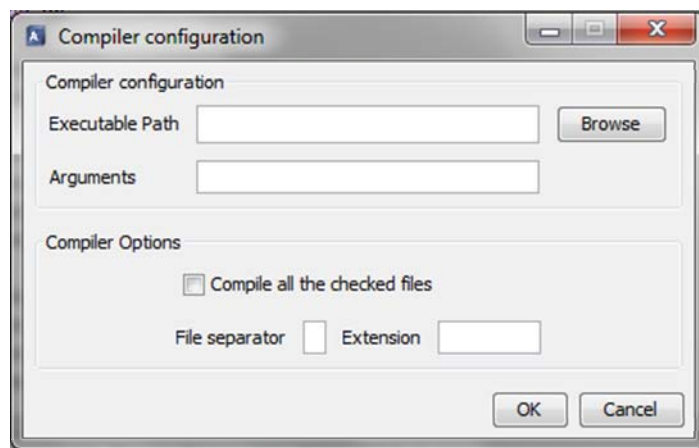 Compiler configuration
Compiler configuration
Executable Path
Browse
Arguments
Compiler Options
Compile all the checked files
File separator Extension
OK Cancel